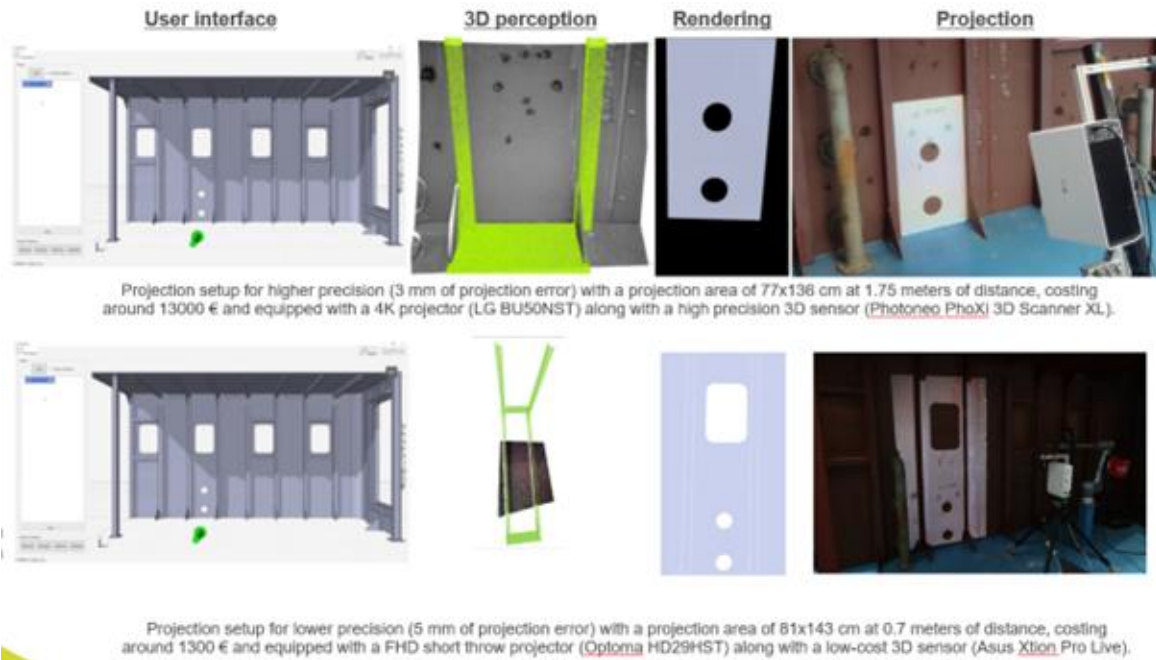 User interface
3D perception
Rendering
Projection
Projection setup for higher precision (3 mm of projection error) with a projection area of 77x136 cm at 1.75 meters of distance, costing
around 13000 € and equipped with a 4K projector (LG BU50NST) along with a high precision 3D sensor (Photoneo PhoXi 3D Scanner XL).
Projection setup for lower precision (5 mm of projection error) with a projection area of 81x143 cm at 0.7 meters of distance, costing
around 1300 € and equipped with a FHD short throw projector (Optoma HD29HST) along with a low-cost 3D sensor (Asus Xtion Pro Live).